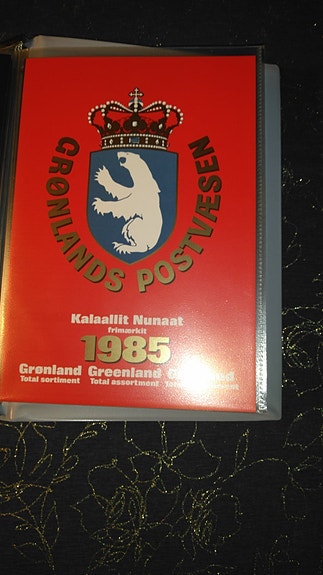 GRØNLANDS POSTVÆSEN
Kalaallit Nunaat
frimærkit
1985
Grønland Greenland
Total sortiment Total assortment